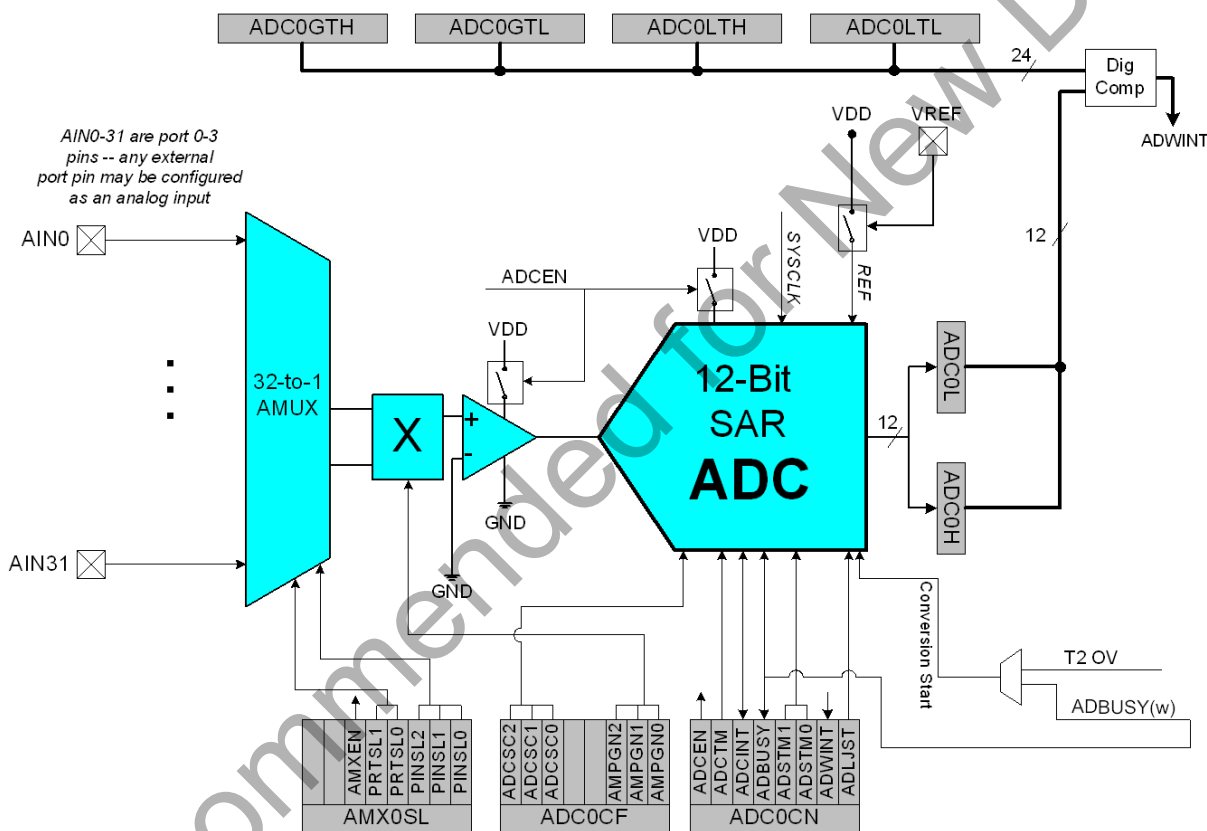 ADC0GTH
ADC0GTL
ADC0LTH
ADC0LTL
24
Dig
Comp
ADWINT
AIN0-31 are port 0-3
pins -- any external
port pin may be configured
as an analog input
VDD
VREF
12
AIN0
VDD
SYSCLK
REF
ADCEN
VDD
32-to-1
AMUX
X
+
-
12-Bit
SAR
ADC
12
ADC0L
ADC0H
GND
GND
AIN31
Conversion Start
T2 OV
ADBUSY(w)
AMXEN
PRTSL1
PRTSL0
PINSL2
PINSL1
PINSL0
AMX0SL
ADCSC2
ADCSC1
ADCSC0
AMPGN2
AMPGN1
AMPGN0
ADC0CF
ADCEN
ADCTM
ADCINT
ADBUSY
ADSTM1
ADSTM0
ADWINT
ADLJST
ADC0CN
ommended for New D